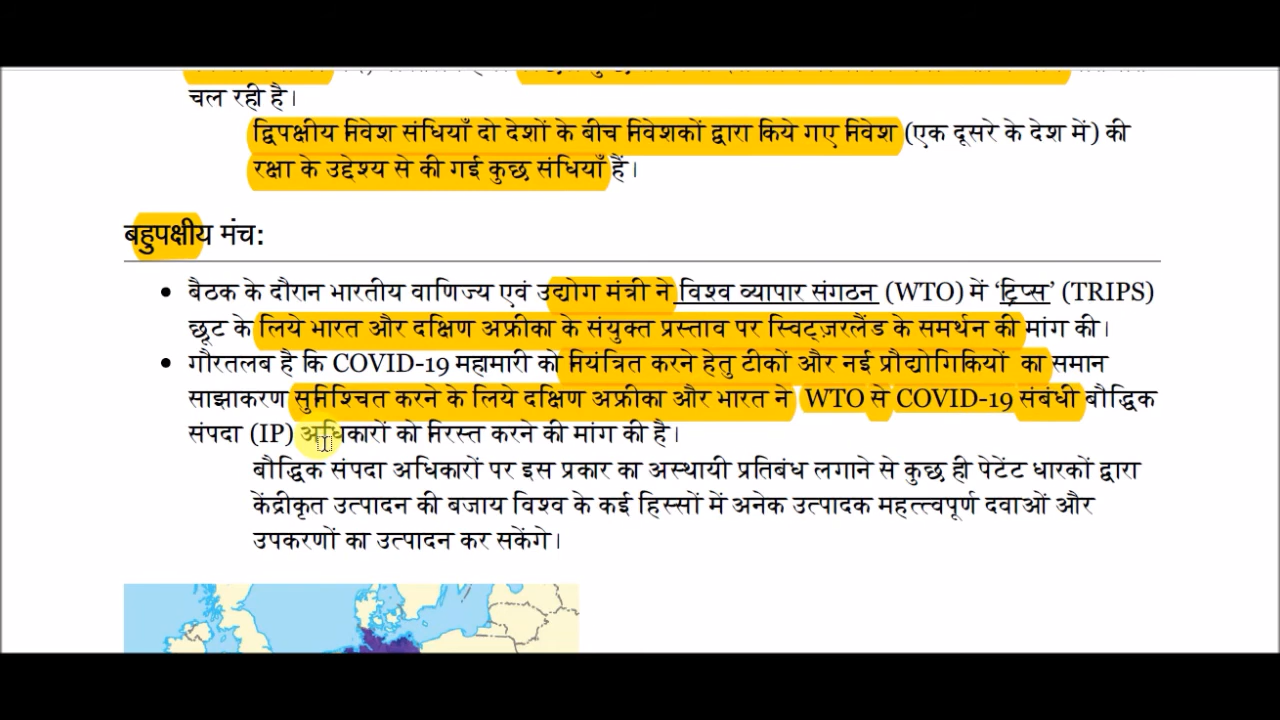 चल रही है।
द्विपक्षीय निवेश संधियाँ दो देशों के बीच निवेशकों द्वारा किये गए निवेश (एक दूसरे के देश में) की
रक्षा के उद्देश्य से की गई कुछ संधियाँ हैं।
बहुपक्षीय मंच:
• बैठक के दौरान भारतीय वाणिज्य एवं उद्योग मंत्री ने विश्व व्यापार संगठन (WTO) में ‘ट्रिप्स’ (TRIPS)
छूट के लिये भारत और दक्षिण अफ्रीका के संयुक्त प्रस्ताव पर स्विट्ज़रलैंड के समर्थन की मांग की।
• गौरतलब है कि COVID-19 महामारी को नियंत्रित करने हेतु टीकों और नई प्रौद्योगिकियों का समान
साझाकरण सुनिश्चित करने के लिये दक्षिण अफ्रीका और भारत ने WTO से COVID-19 संबंधी बौद्धिक
संपदा (IP) अधिकारों को निरस्त करने की मांग की है।
बौद्धिक संपदा अधिकारों पर इस प्रकार का अस्थायी प्रतिबंध लगाने से कुछ ही पेटेंट धारकों द्वारा
केंद्रीकृत उत्पादन की बजाय विश्व के कई हिस्सों में अनेक उत्पादक महत्त्वपूर्ण दवाओं और
उपकरणों का उत्पादन कर सकेंगे।